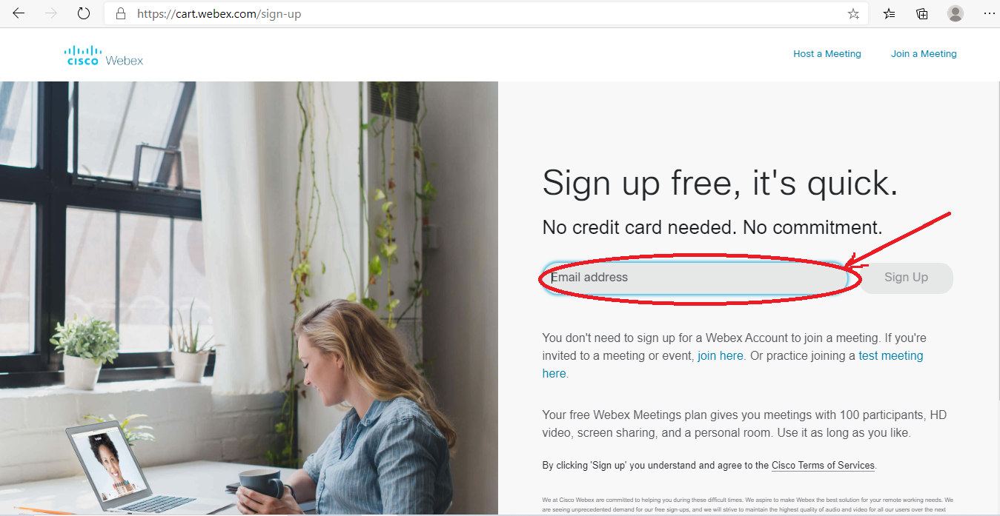 https://cart.webex.com/sign-up
CISCO Webex
Host a Meeting
Join a Meeting
Sign up free, it's quick.
No credit card needed. No commitment.
Email address
Sign Up
You don't need to sign up for a Webex Account to join a meeting. If you're
invited to a meeting or event, join here. Or practice joining a test meeting
here.
Your free Webex Meetings plan gives you meetings with 100 participants, HD
video, screen sharing, and a personal room. Use it as long as you like.
By clicking 'Sign up' you understand and agree to the Cisco Terms of Services.
We at Cisco Webex are committed to helping you during these difficult times. We aspire to make Webex the best solution for your remote working needs. We
are seeing unprecedented demand for our free sign-ups, and we will strive to maintain the highest quality of audio and video for all our users over the next